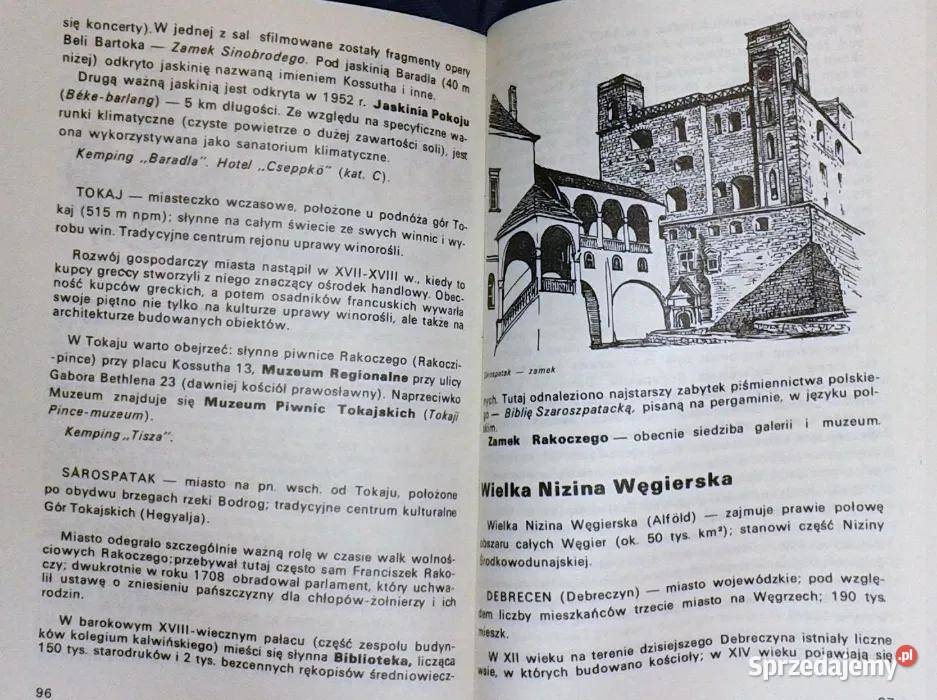 się koncerty). W jednej z sal sfilmowane zostały fragmenty opery
Beli Bartoka — Zamek Sinobrodego. Pod jaskinią Baradla (40 m
niżej) odkryto jaskinię nazwaną imieniem Kossutha i inne.
Drugą ważną jaskinią jest odkryta w 1952 r. Jaskinia Pokoju
(Béke-barlang) — 5 km długości. Ze względu na specyficzne wa-
runki klimatyczne (czyste powietrze o dużej zawartości soli), jest
ona wykorzystywana jako sanatorium klimatyczne.
Kemping „Baradla". Hotel „Cseppkö" (kat. C).
TOKAJ — miasteczko wczasowe, położone u podnóża gór To-
kaj (515 m npm); słynne na całym świecie ze swych winnic i wy-
robu win. Tradycyjne centrum rejonu uprawy winorośli.
Rozwój gospodarczy miasta nastąpił w XVII-XVIII w., kiedy to
kupcy greccy stworzyli z niego znaczący ośrodek handlowy. Obec-
ność kupców greckich, a potem osadników francuskich wywarła
swoje piętno nie tylko na kulturze uprawy winorośli, ale także na
architekturze budowanych obiektów.
W Tokaju warto obejrzeć: słynne piwnice Rakoczego (Rakoczi-
-pince) przy placu Kossutha 13, Muzeum Regionalne przy ulicy
Gabora Bethlena 23 (dawniej kościół prawosławny). Naprzeciwko
Muzeum znajduje się Muzeum Piwnic Tokajskich (Tokaji
Pince-muzeum).
Kemping „Tisza".
SÁROSPATAK — miasto na pn. wsch. od Tokaju, położone
po obydwu brzegach rzeki Bodrog; tradycyjne centrum kulturalne
Gór Tokajskich (Hegyalja).
Miasto odegrało szczególnie ważną rolę w czasie walk wolnoś-
ciowych Rakoczego; przebywał tutaj często sam Franciszek Rako-
czy; dwukrotnie w roku 1708 obradował parlament, który uchwa-
lił ustawę o zniesieniu pańszczyzny dla chłopów-żołnierzy i ich
rodzin.
W barokowym XVIII-wiecznym pałacu (część zespołu budyn-
ków kolegium kalwińskiego) mieści się słynna Biblioteka, licząca
150 tys. starodruków i 2 tys. bezcennych rękopisów średniowiecz-
96
Sárospatak — zamek
nych. Tutaj odnaleziono najstarszy zabytek piśmiennictwa polskie-
go — Biblię Szaroszpatacką, pisaną na pergaminie, w języku pol-
skim.
Zamek Rakoczego — obecnie siedziba galerii i muzeum.
Wielka Nizina Węgierska
Wielka Nizina Węgierska (Alföld) — zajmuje prawie połowę
obszaru całych Węgier (ok. 50 tys. km²); stanowi część Niziny
Środkowodunajskiej.
DEBRECEN (Debreczyn) — miasto wojewódzkie; pod wzglę-
dem liczby mieszkańców trzecie miasto na Węgrzech; 190 tys.
mieszk.
W XII wieku na terenie dzisiejszego Debreczyna istniały liczne
wsie, w których budowano kościoły; w XIV wieku pojawiają się
Sprzedajemy.pl